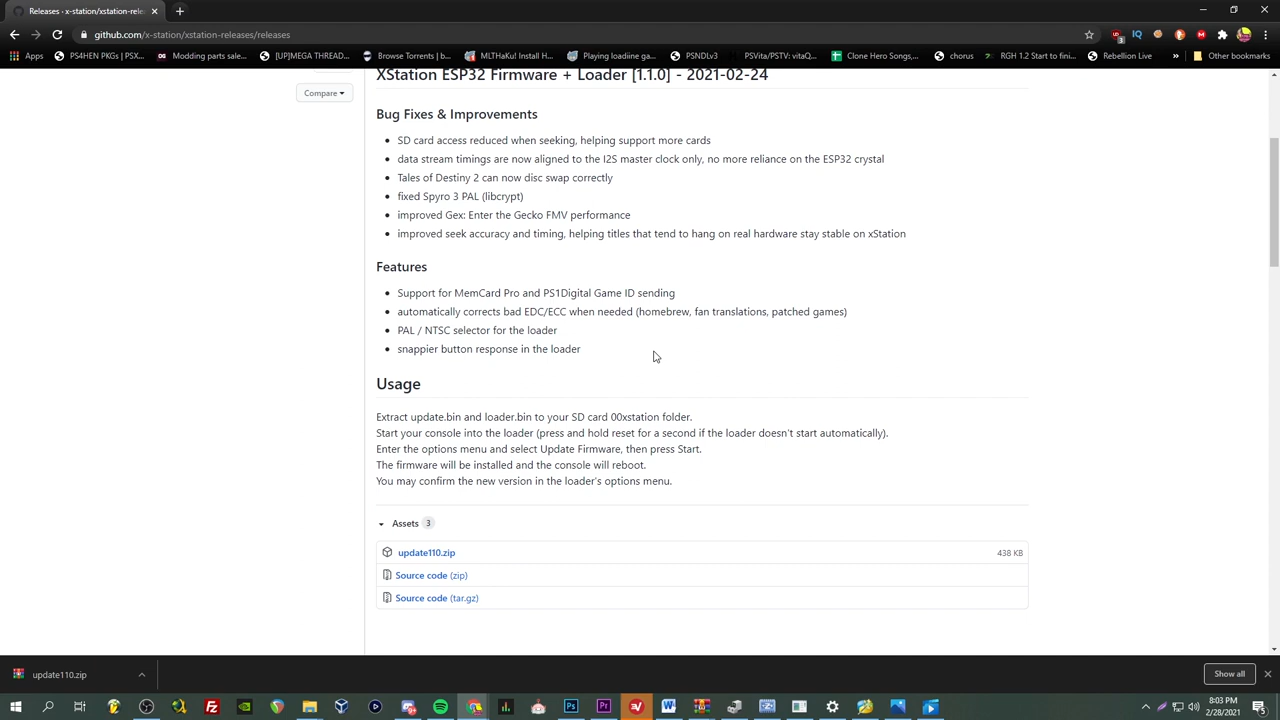 Releases · x-station/xstation-re
github.com/x-station/xstation-releases/releases
3
Apps
PS4HEN PKGs | PSX...
Modding parts sale...
[UP]MEGA THREAD...
Browse Torrents | b...
MLTHaKu! Install H...
Playing loadiine ga...
PSNDLv3
PSVita/PSTV: vitaQ...
Clone Hero Songs,...
chorus
RGH 1.2 Start to fini...
Rebellion Live
»
Other bookmarks
XStation ESP32 Firmware + Loader [1.1.0] - 2021-02-24
Compare
Bug Fixes & Improvements
SD card access reduced when seeking, helping support more cards
data stream timings are now aligned to the I2S master clock only, no more reliance on the ESP32 crystal
Tales of Destiny 2 can now disc swap correctly
fixed Spyro 3 PAL (libcrypt)
improved Gex: Enter the Gecko FMV performance
improved seek accuracy and timing, helping titles that tend to hang on real hardware stay stable on xStation
Features
Support for MemCard Pro and PS1Digital Game ID sending
automatically corrects bad EDC/ECC when needed (homebrew, fan translations, patched games)
PAL / NTSC selector for the loader
snappier button response in the loader
Usage
Extract update.bin and loader.bin to your SD card 00xstation folder.
Start your console into the loader (press and hold reset for a second if the loader doesn't start automatically).
Enter the options menu and select Update Firmware, then press Start.
The firmware will be installed and the console will reboot.
You may confirm the new version in the loader's options menu.
Assets 3
update110.zip
438 KB
Source code (zip)
Source code (tar.gz)
update110.zip
Show all
8:03 PM
2/28/2021